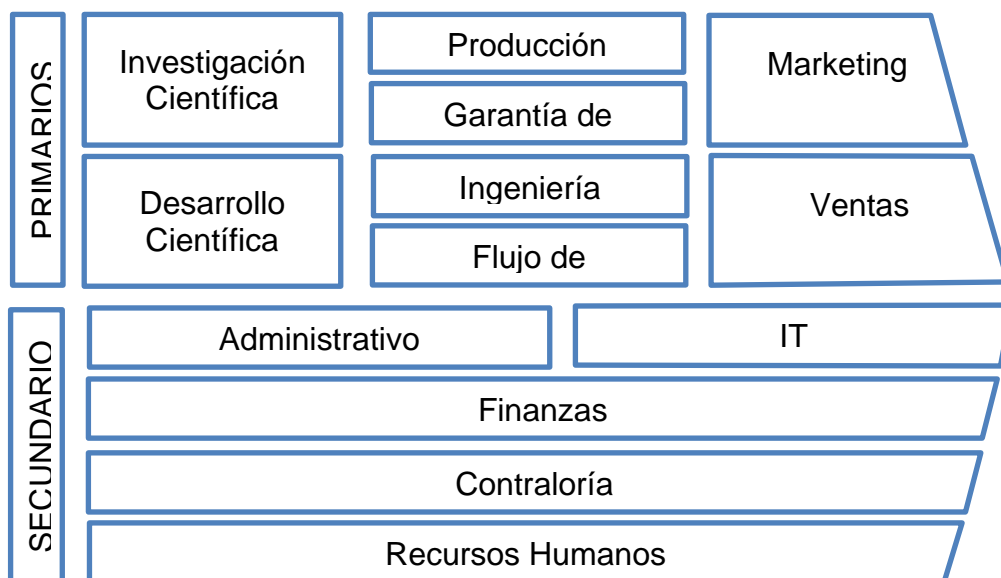 PRIMARIOS
Investigación
Científica
Desarrollo
Científica
Producción
Garantía de
Ingeniería
Flujo de
Marketing
Ventas
SECUNDARIO
Administrativo
IT
Finanzas
Contraloría
Recursos Humanos